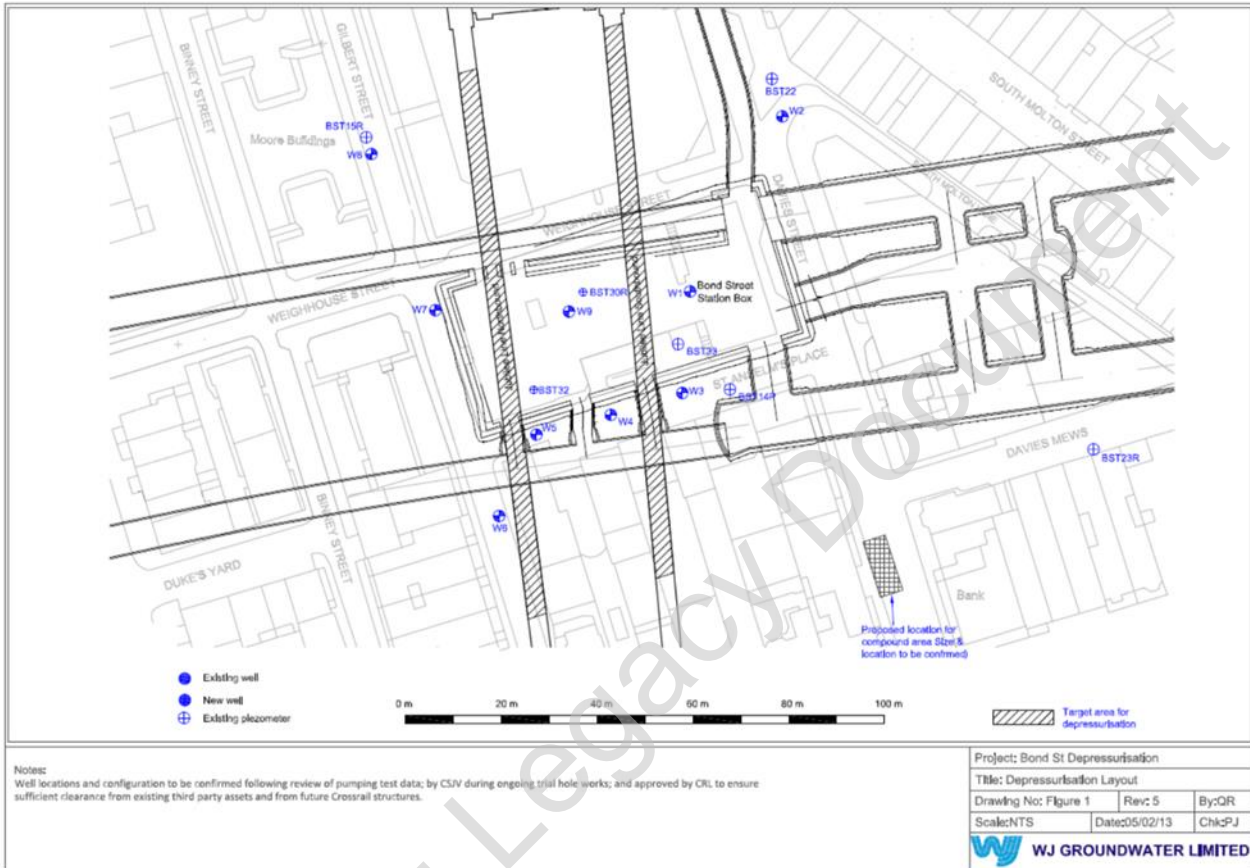 BINNEY STREET
GILBERT STREET
BST22
W2
SOUTH MOLTON STREET
BST15R
Moore Buildings
W8
DAVIES STREET
WEIGHHOUSE STREET
WEIGHHOUSE STREET
BST30R
W1
Bond Street
Station Box
W7
W9
BST33
ST ANSELM'S PLACE
BST32
W3
BST14R
W4
W5
DAVIES MEWS
BST23R
W6
BINNEY STREET
DUKE'S YARD
Bank
Proposed location for
compound area Size(&
location to be confirmed)
Existing well
New well
Existing piezometer
0 m 20 m 40 m 60 m 80 m 100 m
Target area for
depressurisation
Legacy Document
Notes:
Well locations and configuration to be confirmed following review of pumping test data; by CSJV during ongoing trial hole works; and approved by CRL to ensure
sufficient clearance from existing third party assets and from future Crossrail structures.
Project: Bond St Depressurisation
Title: Depressurisation Layout
Drawing No: Figure 1 Rev: 5 By:QR
Scale:NTS Date:05/02/13 Chk:PJ
WJ WJ GROUNDWATER LIMITED